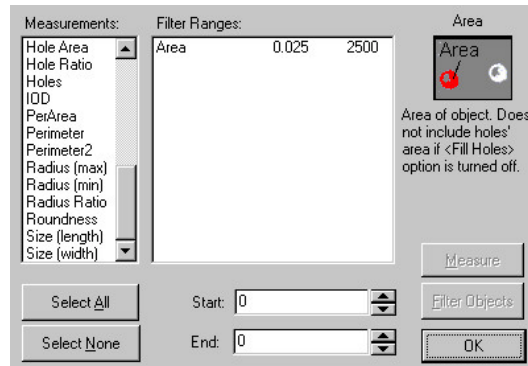 Measurements:
Filter Ranges:
Area
Hole Area
Hole Ratio
Holes
IOD
PerArea
Perimeter
Perimeter2
Radius (max)
Radius (min)
Radius Ratio
Roundness
Size (length)
Size (width)
Area 0.025 2500
Area
Area of object. Does
not include holes'
area if <Fill Holes>
option is turned off.
Measure
Select All
Start: 0
Filter Objects
Select None
End: 0
OK